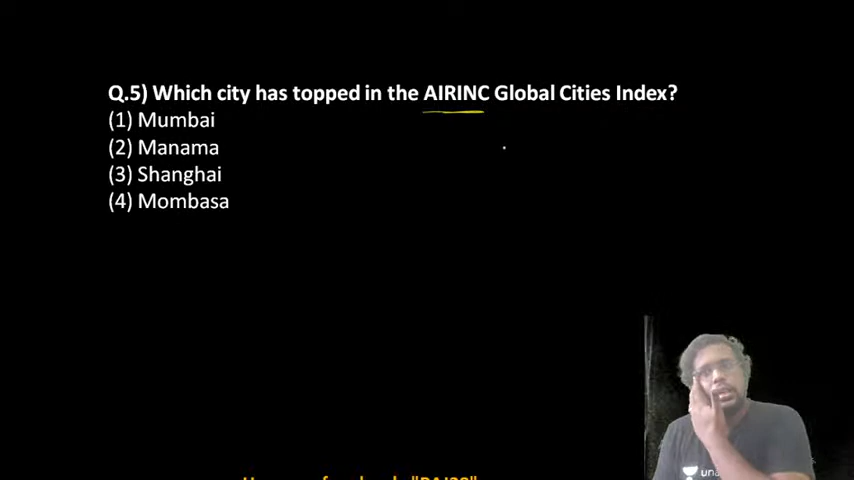 Q.5) Which city has topped in the AIRINC Global Cities Index?
(1) Mumbai
(2) Manama
(3) Shanghai
(4) Mombasa